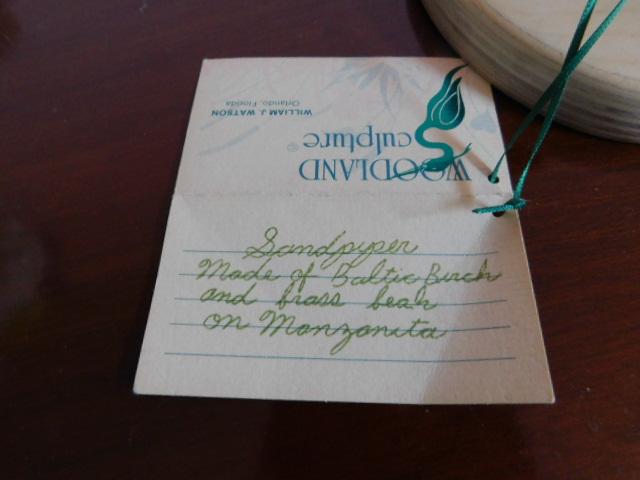 WOODLAND
Sculpture©
WILLIAM J. WATSON
Orlando, Florida
Sandpyper
Made of Baltic Birch
and brass beak
on Manzanita